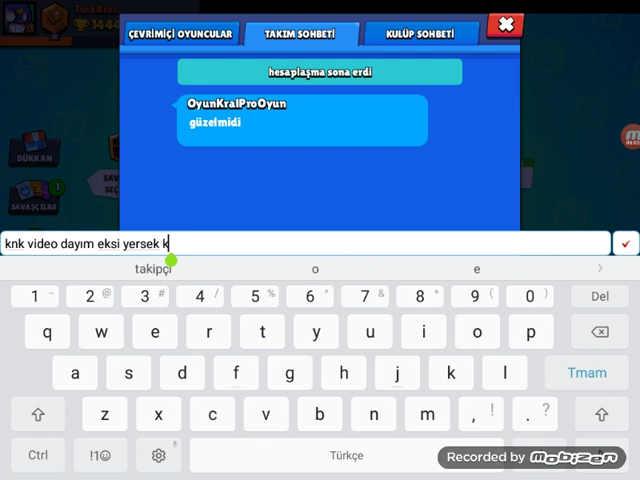 TurkKral
1444
ÇEVRİMİÇİ OYUNCULAR
TAKIM SOHBETİ
KULÜP SOHBETİ
hesaplaşma sona erdi
OyunKralProOyun
güzelmidi
DÜKKAN
SAVAŞÇILAR
1
knk video dayım eksi yersek k
takipçi o e
1 - 2 @ 3 # 4 / 5 % 6 ^ 7 & 8 * 9 ( 0 ) Del
q w e r t y u i o p
a s d f g h j k l Tmam
z x c v b n m , ! . ?
Ctrl !1☺ Türkçe
Recorded by MOBIZEN